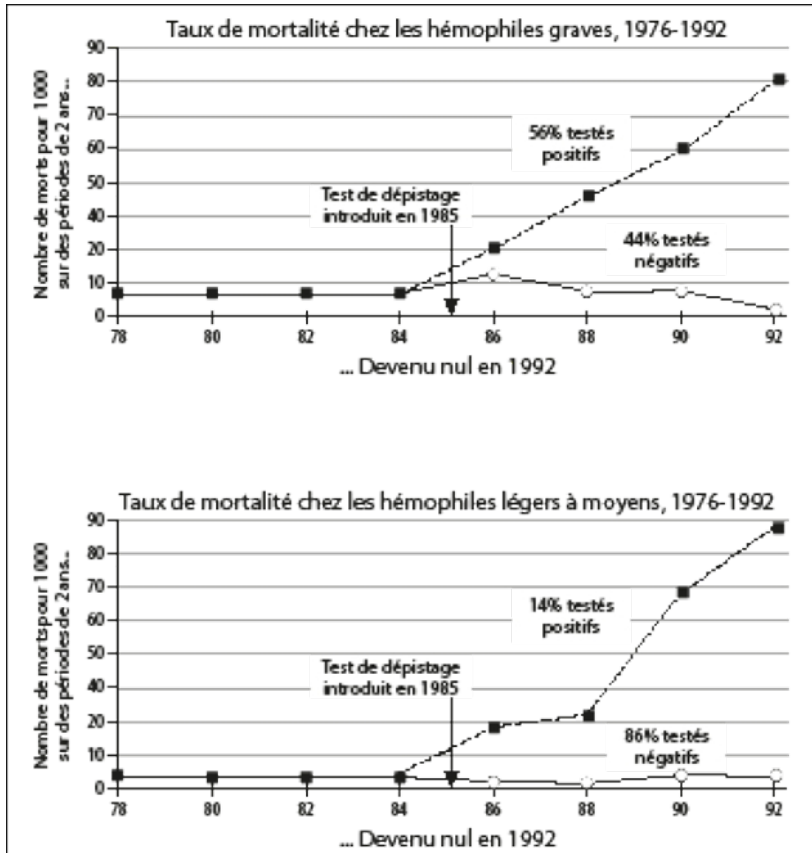 Taux de mortalité chez les hémophiles graves, 1976-1992
Nombre de morts pour 1000
sur des périodes de 2 ans...
90
80
70
60
50
40
30
20
10
0
56% testés
positifs
Test de dépistage
introduit en 1985
44% testés
négatifs
78 80 82 84 86 88 90 92
... Devenu nul en 1992
Taux de mortalité chez les hémophiles légers à moyens, 1976-1992
Nombre de morts pour 1000
sur des périodes de 2 ans...
90
80
70
60
50
40
30
20
10
0
14% testés
positifs
Test de dépistage
introduit en 1985
86% testés
négatifs
78 80 82 84 86 88 90 92
... Devenu nul en 1992